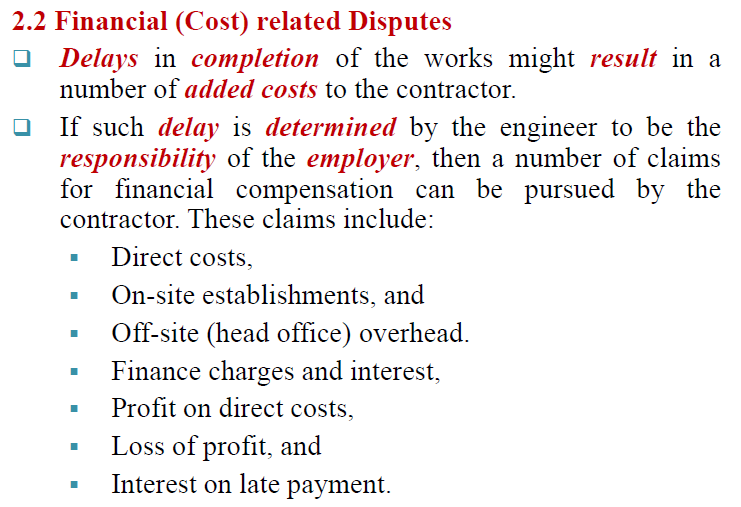 2.2 Financial (Cost) related Disputes
❑ Delays in completion of the works might result in a
number of added costs to the contractor.
❑ If such delay is determined by the engineer to be the
responsibility of the employer, then a number of claims
for financial compensation can be pursued by the
contractor. These claims include:
▪ Direct costs,
▪ On-site establishments, and
▪ Off-site (head office) overhead.
▪ Finance charges and interest,
▪ Profit on direct costs,
▪ Loss of profit, and
▪ Interest on late payment.